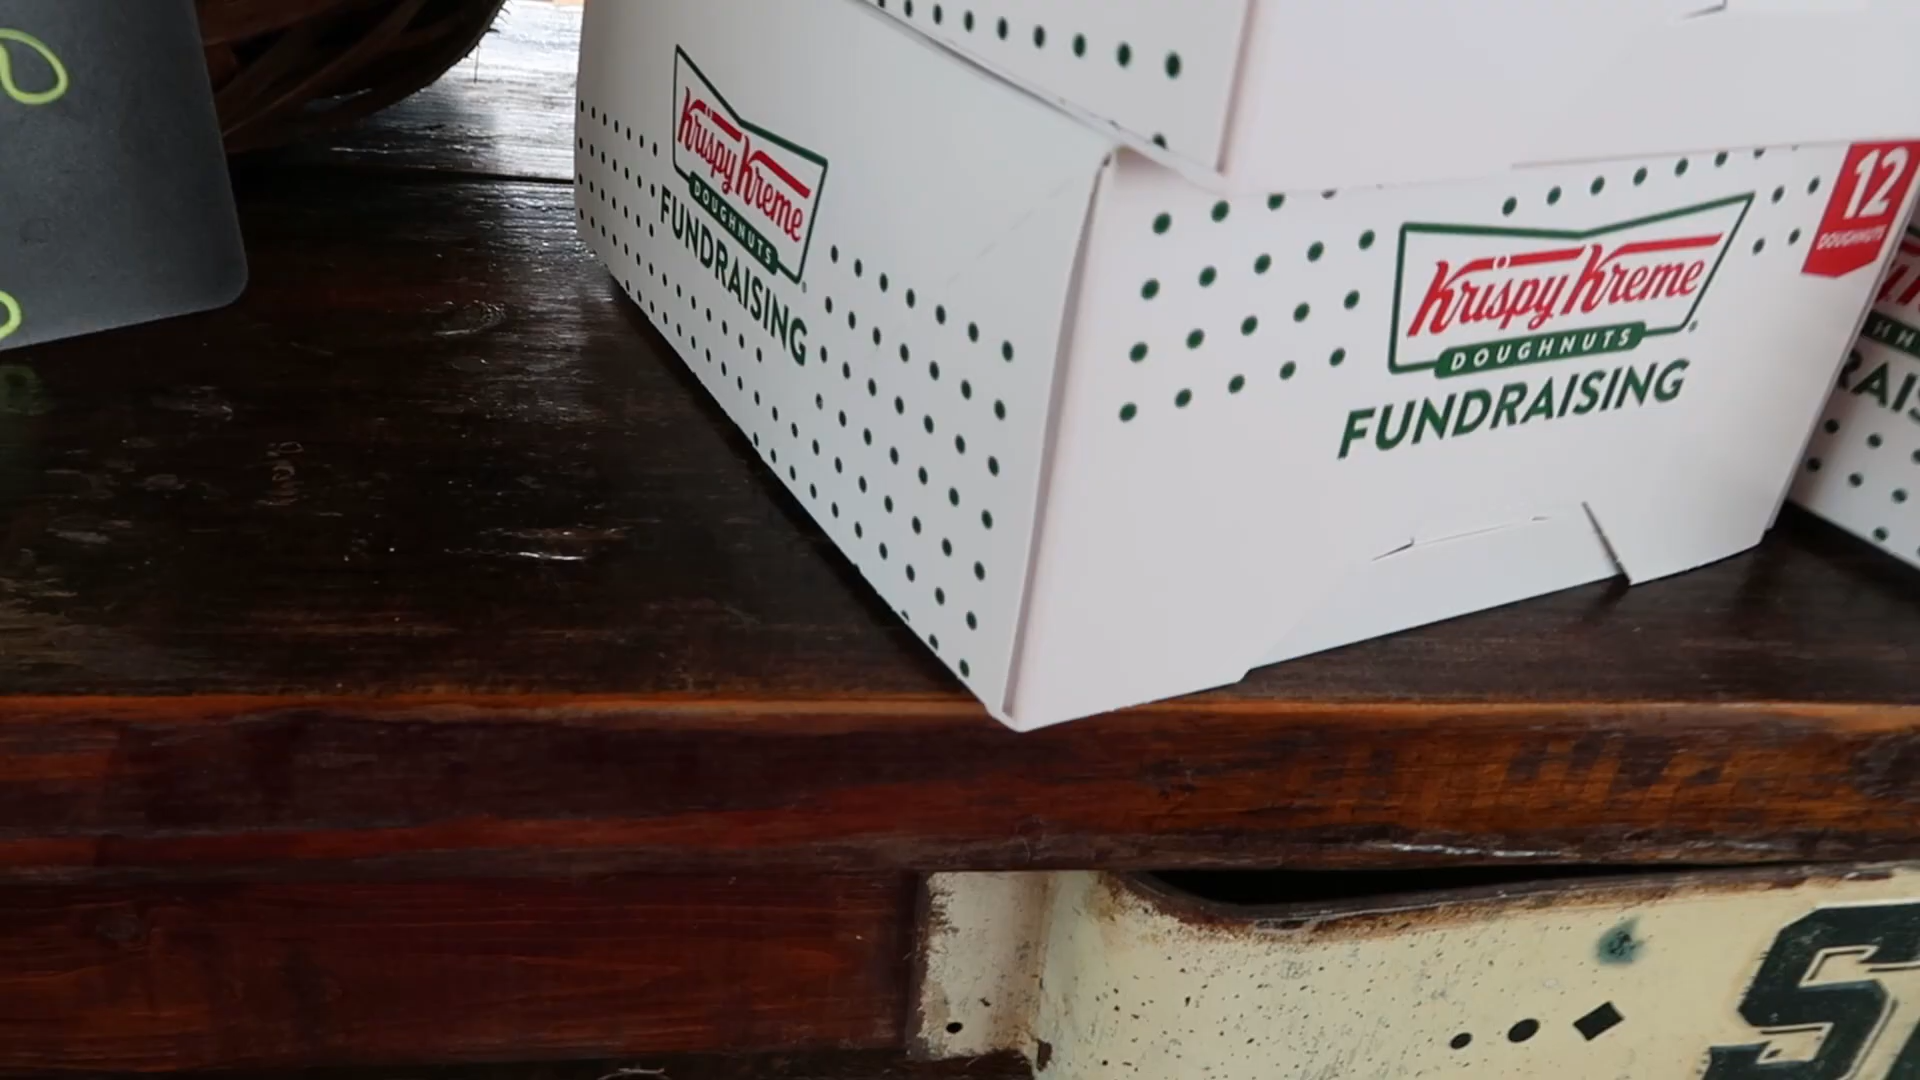 Krispy Kreme
DOUGHNUTS
FUNDRAISING
Krispy Kreme
DOUGHNUTS
FUNDRAISING
12
DOUGHNUTS